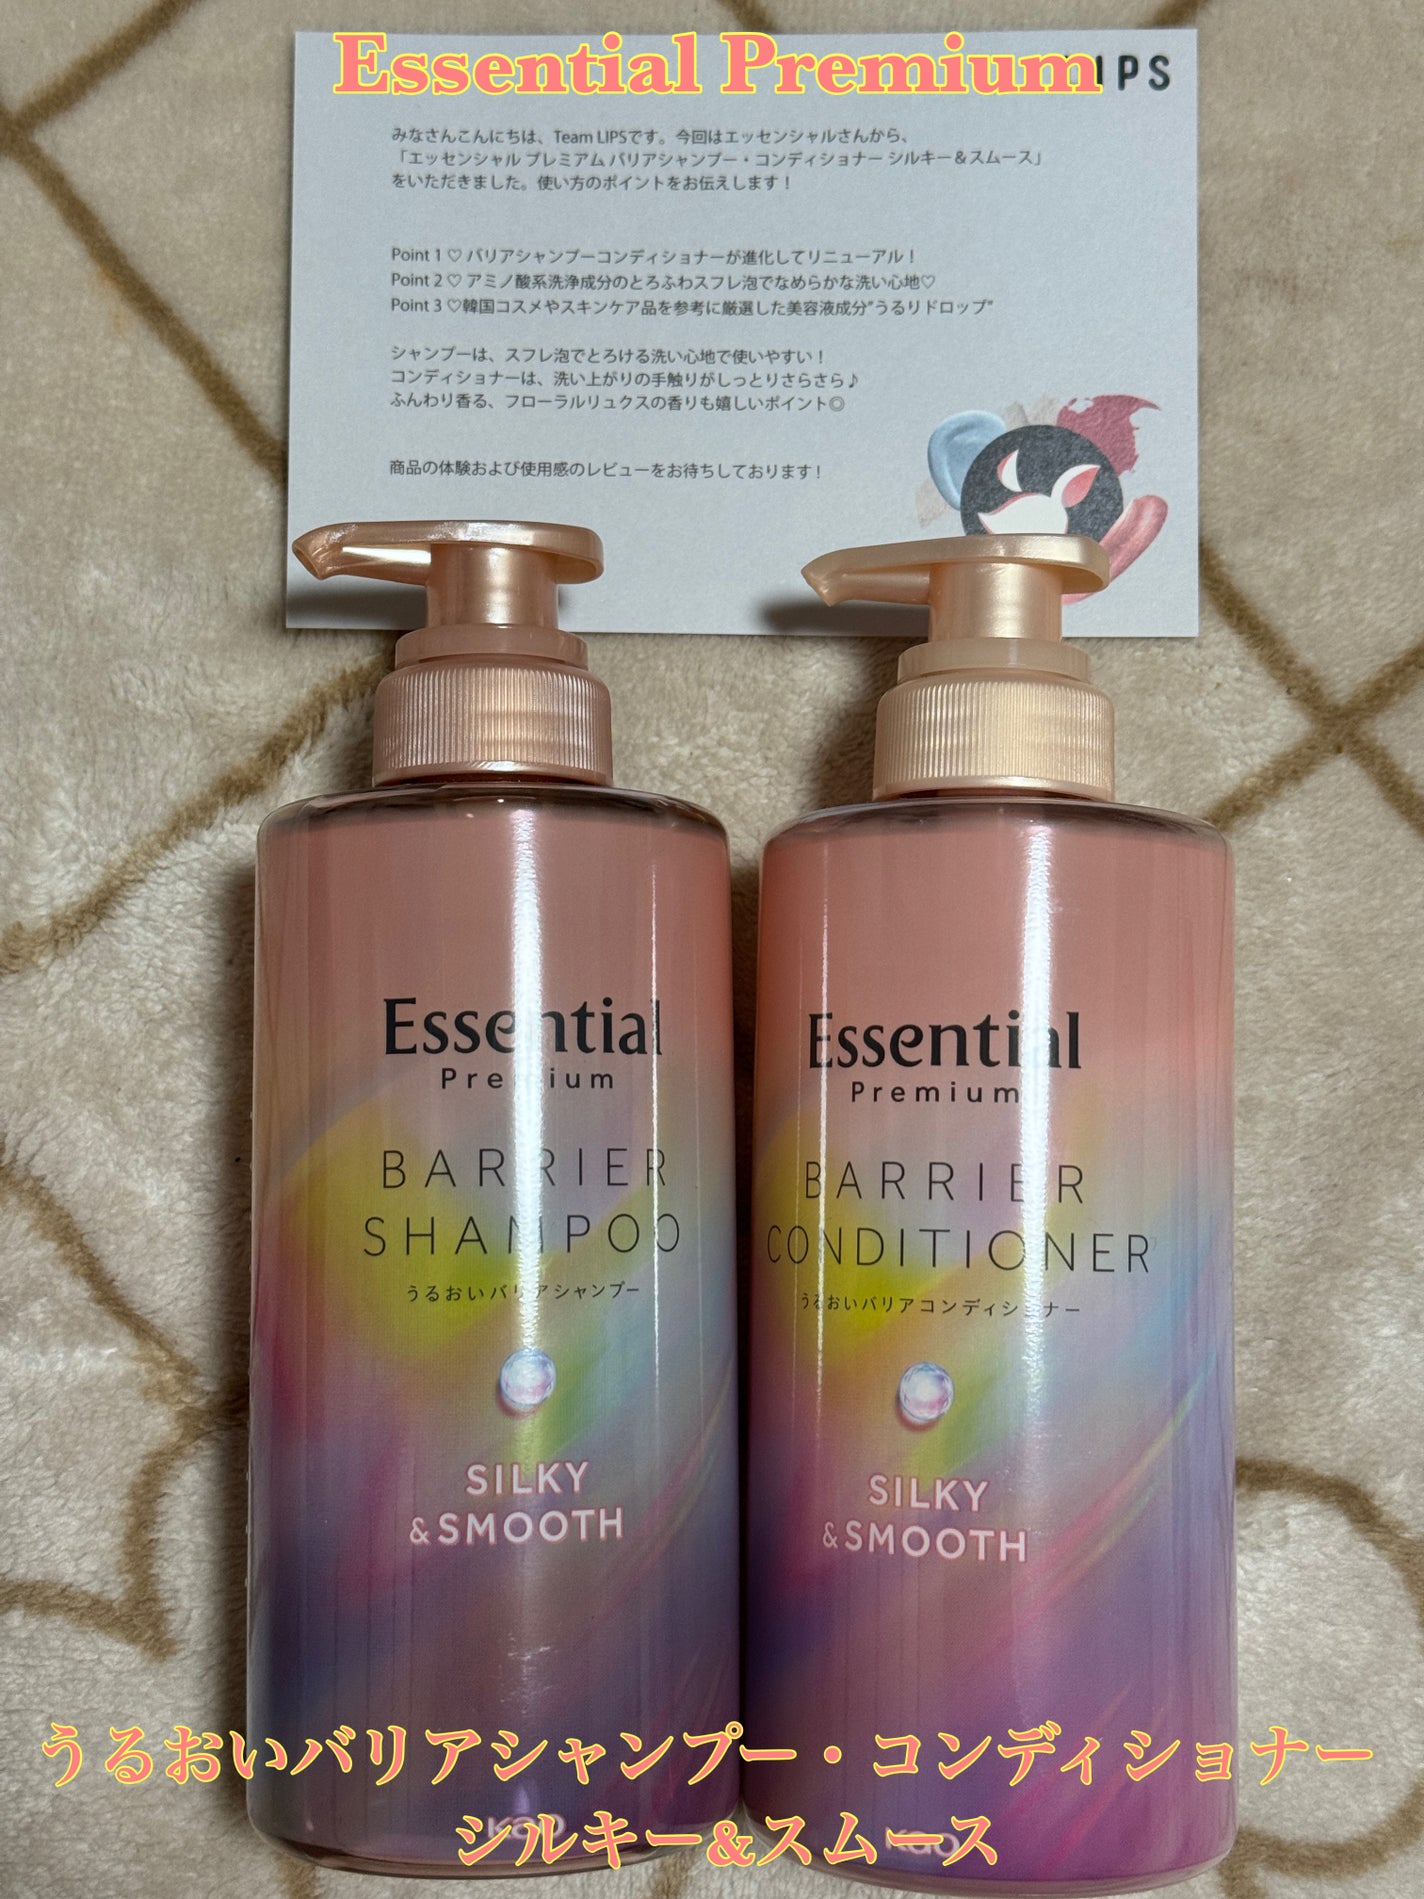 Essential Premium
LIPS
みなさんこんにちは、Team LIPSです。今回はエッセンシャルさんから、
「エッセンシャル プレミアム バリアシャンプー・コンディショナー シルキー＆スムース」
をいただきました。使い方のポイントをお伝えします！
Point 1 ♡ バリアシャンプーコンディショナーが進化してリニューアル！
Point 2 ♡ アミノ酸系洗浄成分のとろふわスフレ泡でなめらかな洗い心地♡
Point 3 ♡韓国コスメやスキンケア品を参考に厳選した美容液成分"うるりドロップ"
シャンプーは、スフレ泡でとろける洗い心地で使いやすい！
コンディショナーは、洗い上がりの手触りがしっとりさらさら♪
ふんわり香る、フローラルリュクスの香りも嬉しいポイント◎
商品の体験および使用感のレビューをお待ちしております！
Essential
Premium
BARRIER
SHAMPOO
うるおいバリアシャンプー
SILKY
&SMOOTH
Kao
Essential
Premium
BARRIER
CONDITIONER
うるおいバリアコンディショナー
SILKY
&SMOOTH
Kao
うるおいバリアシャンプー・コンディショナー
シルキー&スムース